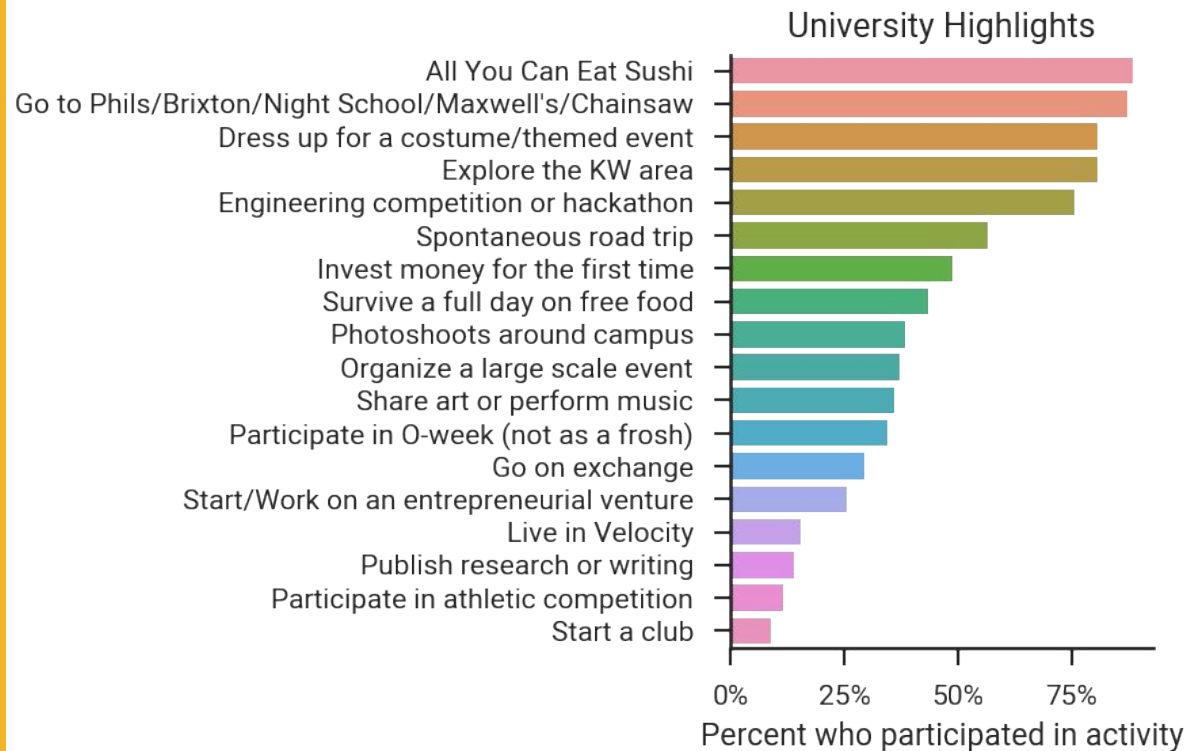 University Highlights
All You Can Eat Sushi
Go to Phils/Brixton/Night School/Maxwell's/Chainsaw
Dress up for a costume/themed event
Explore the KW area
Engineering competition or hackathon
Spontaneous road trip
Invest money for the first time
Survive a full day on free food
Photoshoots around campus
Organize a large scale event
Share art or perform music
Participate in O-week (not as a frosh)
Go on exchange
Start/Work on an entrepreneurial venture
Live in Velocity
Publish research or writing
Participate in athletic competition
Start a club
0% 25% 50% 75%
Percent who participated in activity